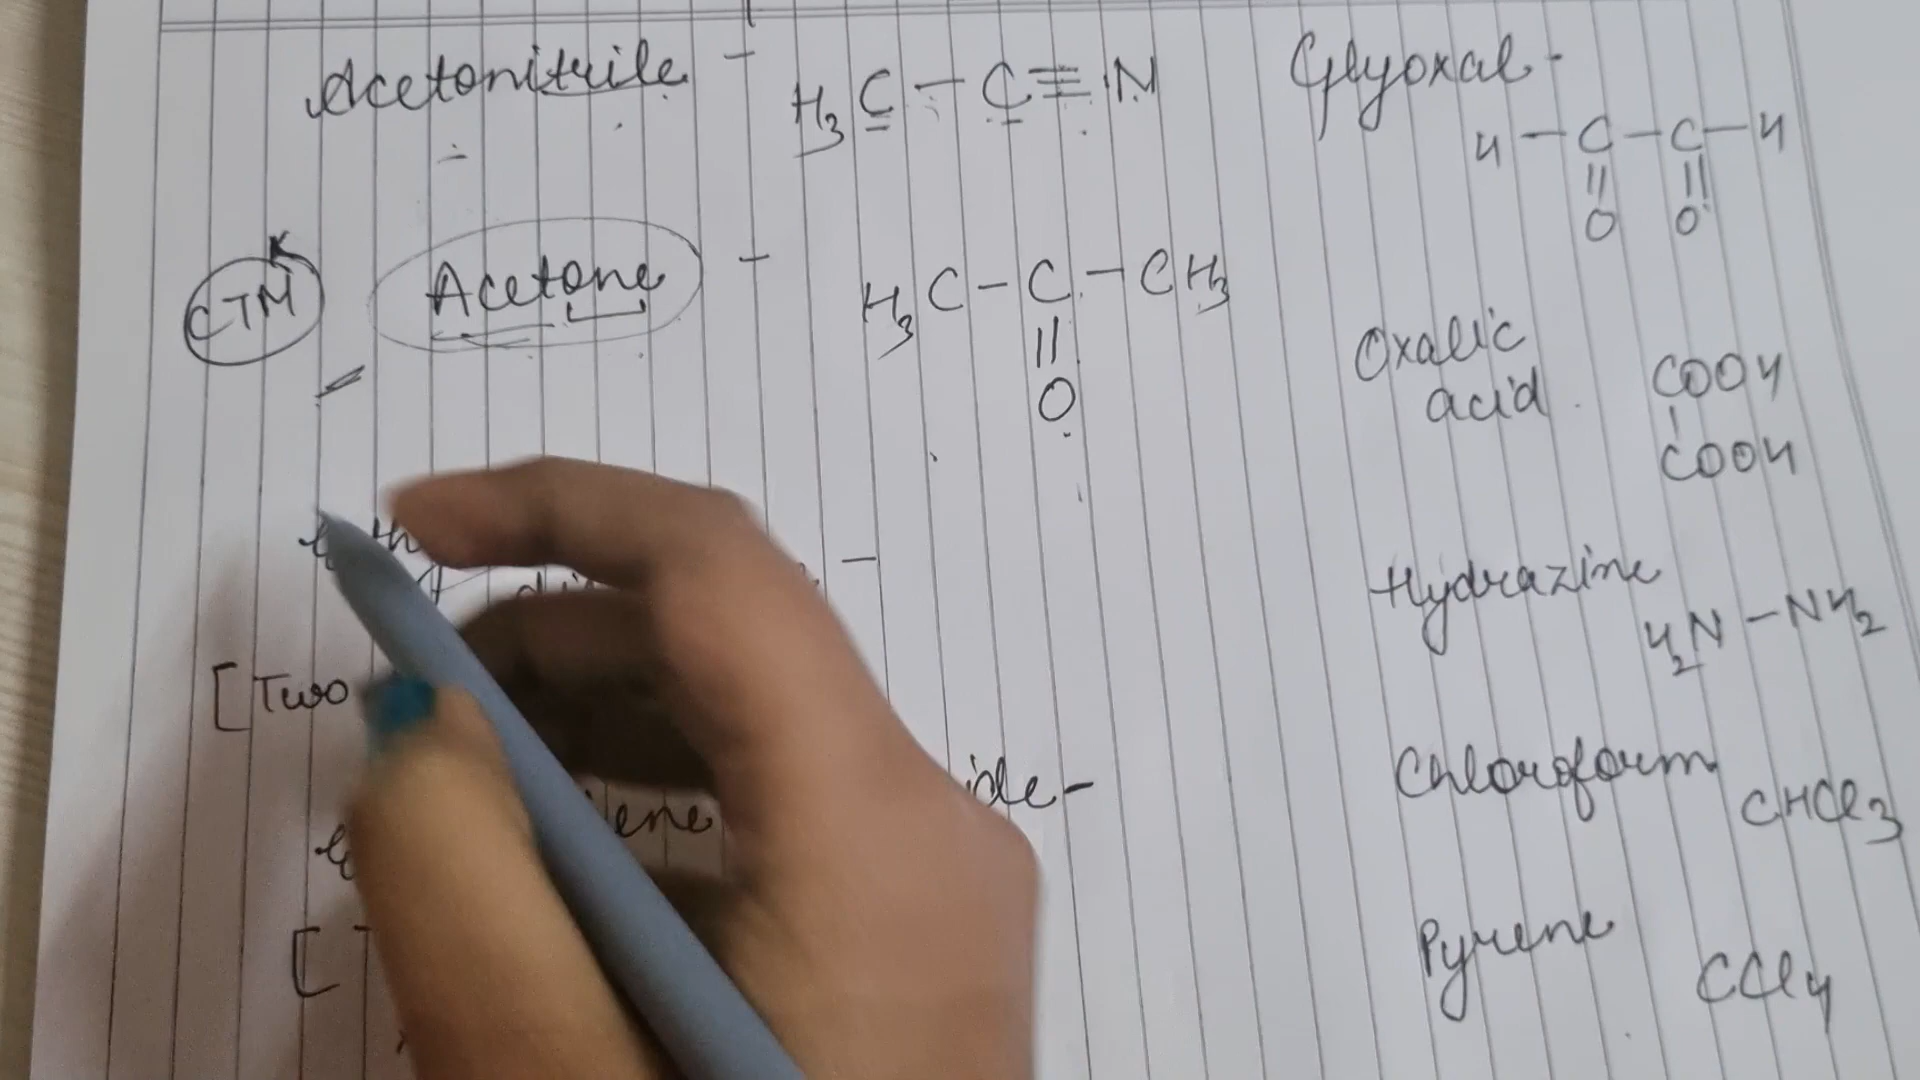 Acetonitrile - H3C - C ≡ N
CTM
K
Acetone - H3C - C - CH3
||
O
[Two
Glyoxal -
H - C - C - H
|| ||
O O
Oxalic
acid
COOH
COOH
Hydrazine
H2N - NH2
Chloroform
CHCl3
Pyrene
CCl4